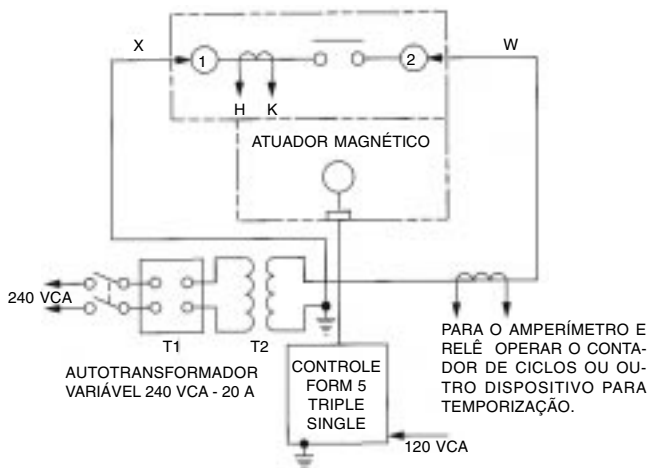 X
W
1
2
H K
ATUADOR MAGNÉTICO
240 VCA
T1
T2
AUTOTRANSFORMADOR
VARIÁVEL 240 VCA - 20 A
CONTROLE
FORM 5
TRIPLE
SINGLE
120 VCA
PARA O AMPERÍMETRO E
RELÊ OPERAR O CONTA-
DOR DE CICLOS OU OU-
TRO DISPOSITIVO PARA
TEMPORIZAÇÃO.